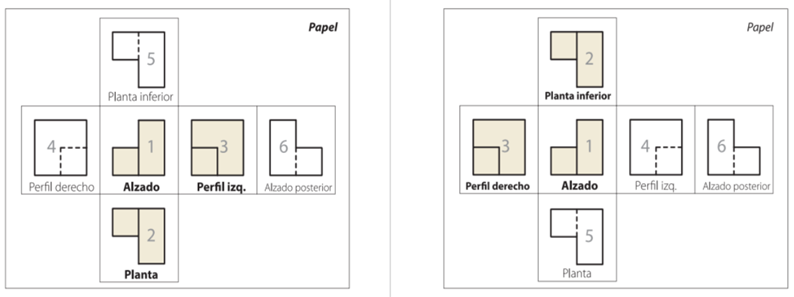 Papel
5
Planta inferior
4
1
3
6
Perfil derecho
Alzado
Perfil izq.
Alzado posterior
2
Planta
Papel
2
Planta inferior
3
1
4
6
Perfil derecho
Alzado
Perfil izq.
Alzado posterior
5
Planta